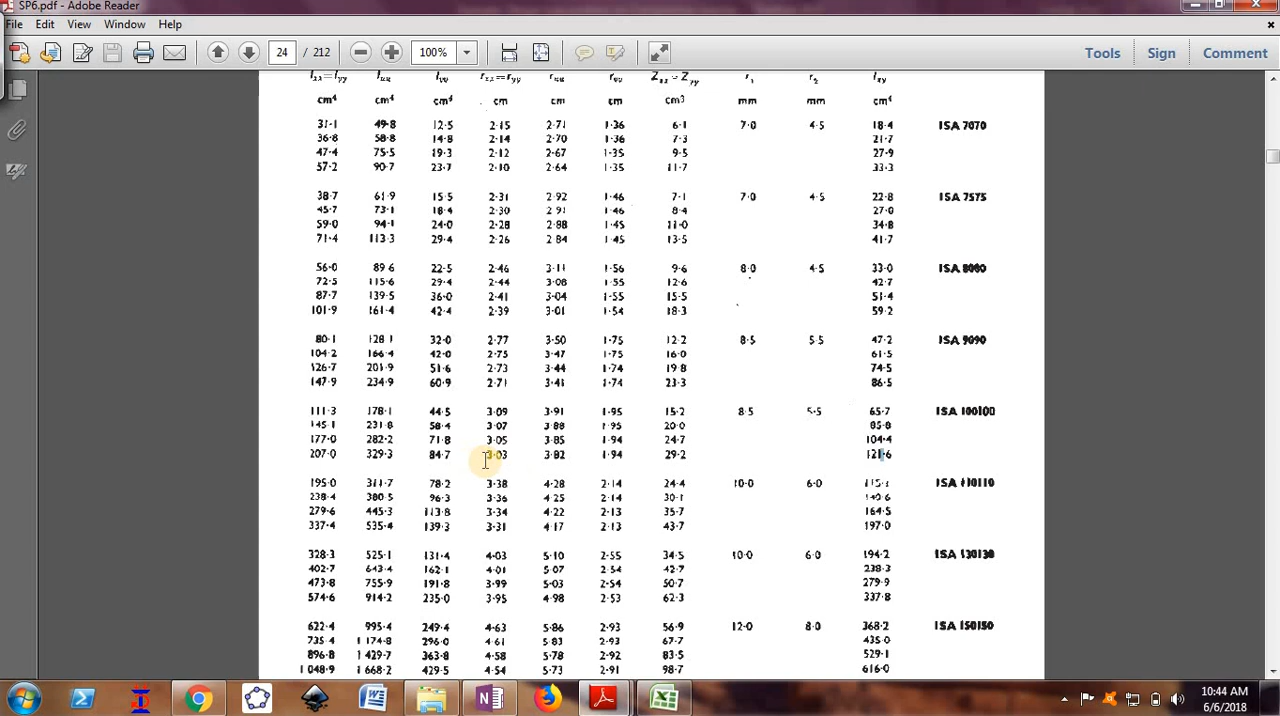 SP6.pdf - Adobe Reader
File Edit View Window Help
24 / 212 100% Tools Sign Comment
Ixx=Iyy Iuu Ivv rxx=ryy ruu rvv Zxx=Zyy r1 r2 Ixy
cm⁴ cm⁴ cm⁴ cm cm cm cm³ mm mm cm⁴
31·1 49·8 12·5 2·15 2·71 1·36 6·1 7·0 4·5 18·4 ISA 7070
36·8 58·8 14·8 2·14 2·70 1·36 7·3 21·7
47·4 75·5 19·3 2·12 2·67 1·35 9·5 27·9
57·2 90·7 23·7 2·10 2·64 1·35 11·7 33·3
38·7 61·9 15·5 2·31 2·92 1·46 7·1 7·0 4·5 22·8 ISA 7575
45·7 73·1 18·4 2·30 2·91 1·46 8·4 27·0
59·0 94·1 24·0 2·28 2·88 1·45 11·0 34·8
71·4 113·3 29·4 2·26 2·84 1·45 13·5 41·7
56·0 89·6 22·5 2·46 3·11 1·56 9·6 8·0 4·5 33·0 ISA 8080
72·5 115·6 29·4 2·44 3·08 1·55 12·6 42·7
87·7 139·5 36·0 2·41 3·04 1·55 15·5 51·4
101·9 161·4 42·4 2·39 3·01 1·54 18·3 59·2
80·1 128·1 32·0 2·77 3·50 1·75 12·2 8·5 5·5 47·2 ISA 9090
104·2 166·4 42·0 2·75 3·47 1·75 16·0 61·5
126·7 201·9 51·6 2·73 3·44 1·74 19·8 74·5
147·9 234·9 60·9 2·71 3·41 1·74 23·3 86·5
111·3 178·1 44·5 3·09 3·91 1·95 15·2 8·5 5·5 65·7 ISA 100100
145·1 231·8 58·4 3·07 3·88 1·95 20·0 85·8
177·0 282·2 71·8 3·05 3·85 1·94 24·7 104·4
207·0 329·3 84·7 3·03 3·82 1·94 29·2 121·6
195·0 311·7 78·2 3·38 4·28 2·14 24·4 10·0 6·0 115·1 ISA 110110
238·4 380·5 96·3 3·36 4·25 2·14 30·1 140·6
279·6 445·3 113·8 3·34 4·22 2·13 35·7 164·5
337·4 535·4 139·3 3·31 4·17 2·13 43·7 197·0
328·3 525·1 131·4 4·03 5·10 2·55 34·5 10·0 6·0 194·2 ISA 130130
402·7 643·4 162·1 4·01 5·07 2·54 42·7 238·3
473·8 755·9 191·8 3·99 5·03 2·54 50·7 279·9
574·6 914·2 235·0 3·95 4·98 2·53 62·3 337·8
622·4 995·4 249·4 4·63 5·86 2·93 56·9 12·0 8·0 368·2 ISA 150150
735·4 1 174·8 296·0 4·61 5·83 2·93 67·7 435·0
896·8 1 429·7 363·8 4·58 5·78 2·92 83·5 529·1
1 048·9 1 668·2 429·5 4·54 5·73 2·91 98·7 616·0
10:44 AM
6/6/2018